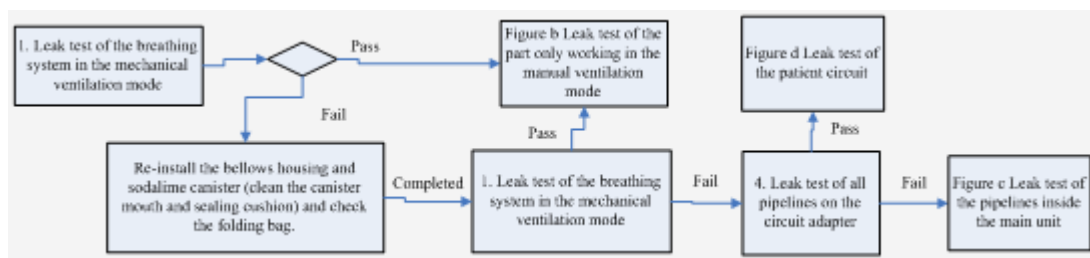 1. Leak test of the breathing
system in the mechanical
ventilation mode
Pass
Figure b Leak test of the
part only working in the
manual ventilation
mode
Figure d Leak test of
the patient circuit
Fail
Pass
Pass
Re-install the bellows housing and
sodalime canister (clean the canister
mouth and sealing cushion) and check
the folding bag.
Completed
1. Leak test of the breathing
system in the mechanical
ventilation mode
Fail
4. Leak test of all
pipelines on the
circuit adapter
Fail
Figure c Leak test of
the pipelines inside
the main unit